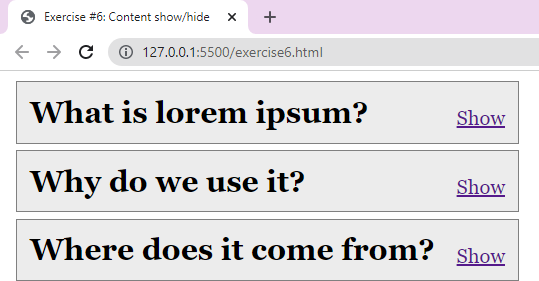 Exercise #6: Content show/hide
127.0.0.1:5500/exercise6.html
What is lorem ipsum? Show
Why do we use it? Show
Where does it come from? Show